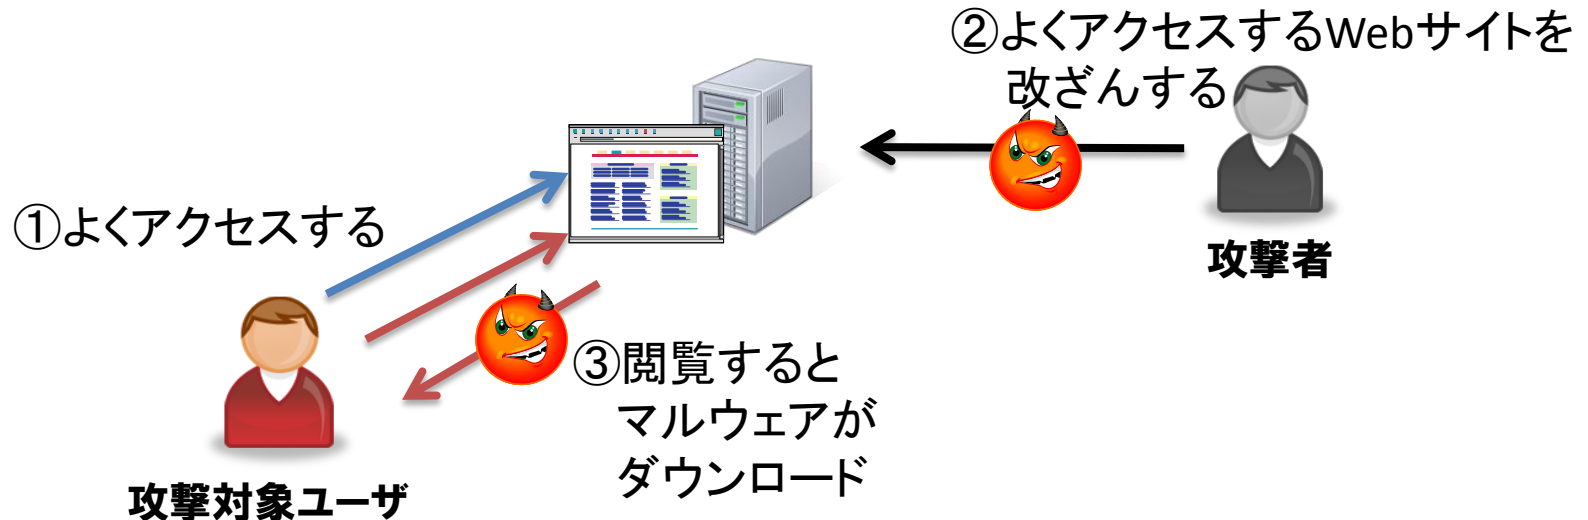 ②よくアクセスするWebサイトを
改ざんする
①よくアクセスする
攻撃者
③閲覧すると
マルウェアが
ダウンロード
攻撃対象ユーザ